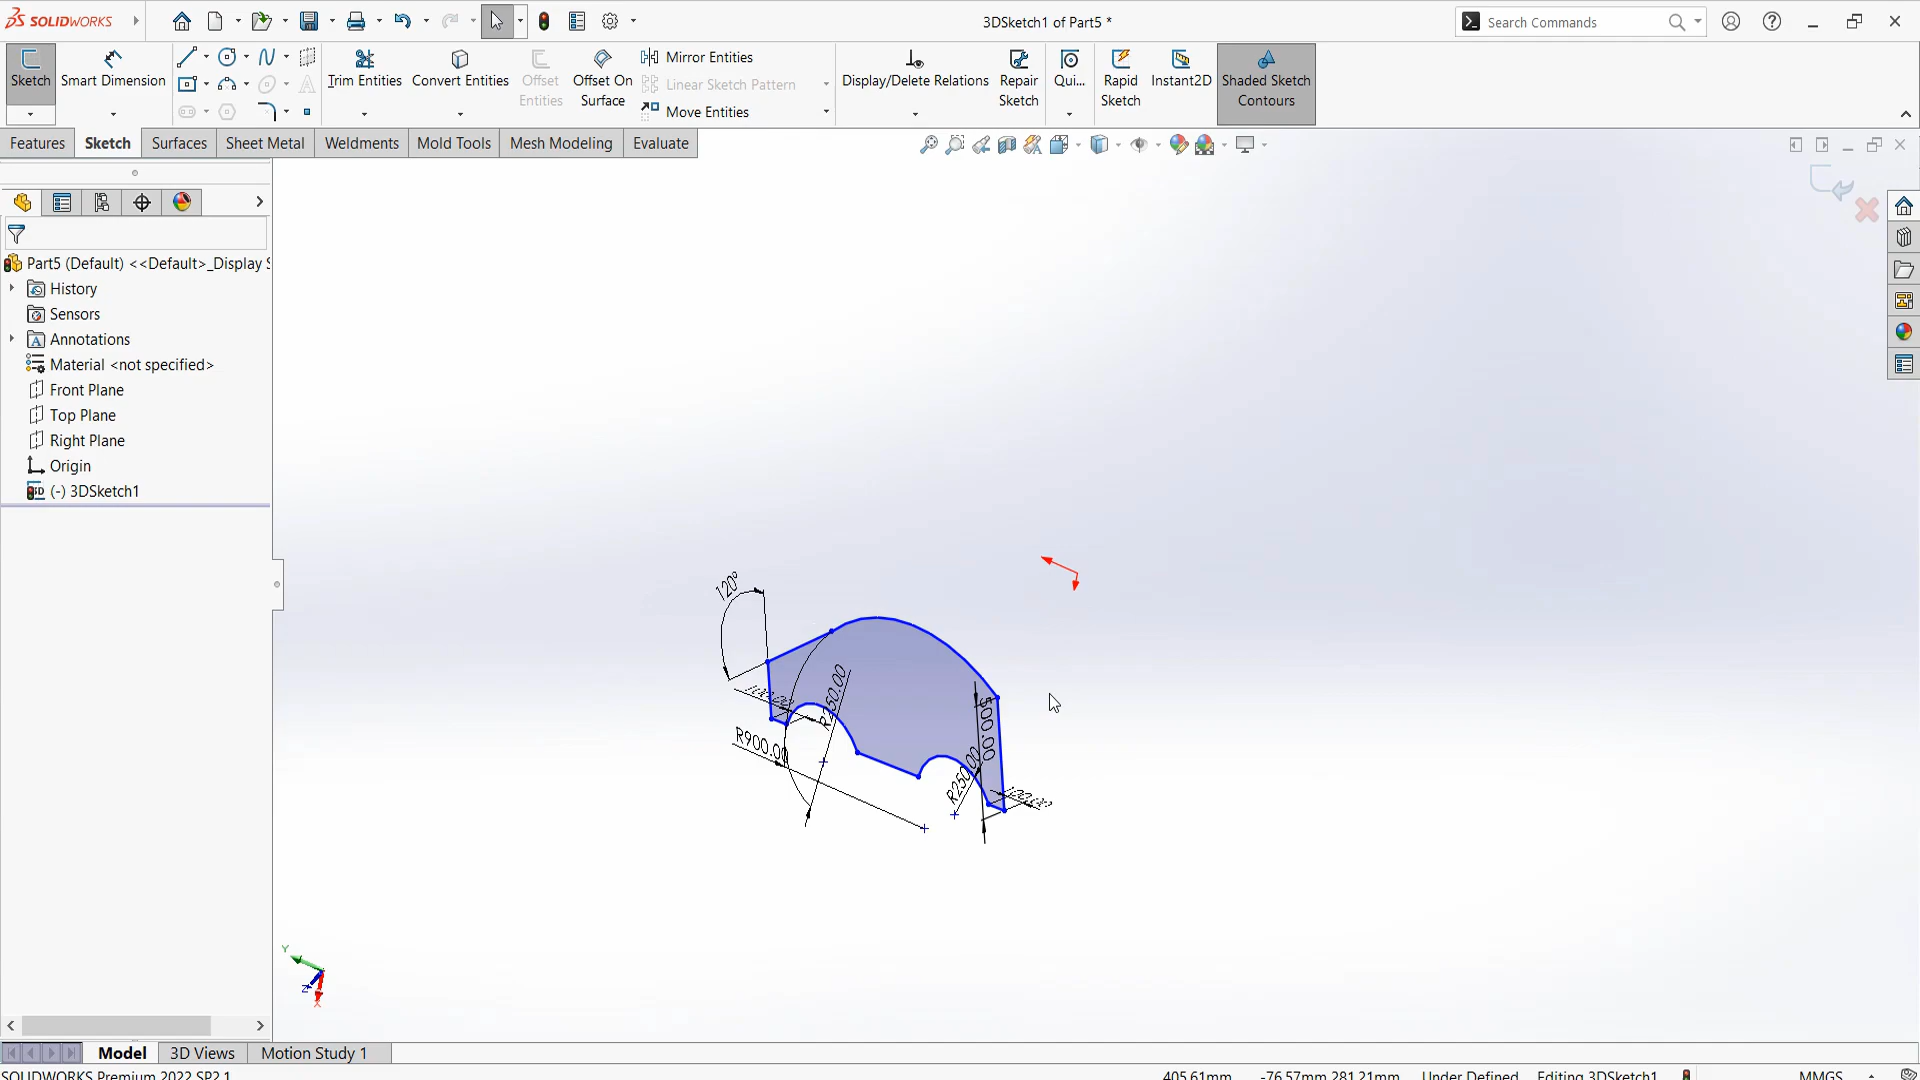 SOLIDWORKS
3DSketch1 of Part5 *
Search Commands
Sketch
Smart Dimension
Trim Entities
Convert Entities
Offset
Entities
Offset On
Surface
Mirror Entities
Linear Sketch Pattern
Move Entities
Display/Delete Relations
Repair
Sketch
Qui...
Rapid
Sketch
Instant2D
Shaded Sketch
Contours
Features
Sketch
Surfaces
Sheet Metal
Weldments
Mold Tools
Mesh Modeling
Evaluate
Part5 (Default) <<Default>_Display S
History
Sensors
Annotations
Material <not specified>
Front Plane
Top Plane
Right Plane
Origin
(-) 3DSketch1
120°
R250.00
R900.00
500.00
R250.00
Y
Z
X
Model
3D Views
Motion Study 1
SOLIDWORKS Premium 2022 SP2.1
405.61mm
-76.57mm 281.21mm
Under Defined
Editing 3DSketch1
MMGS